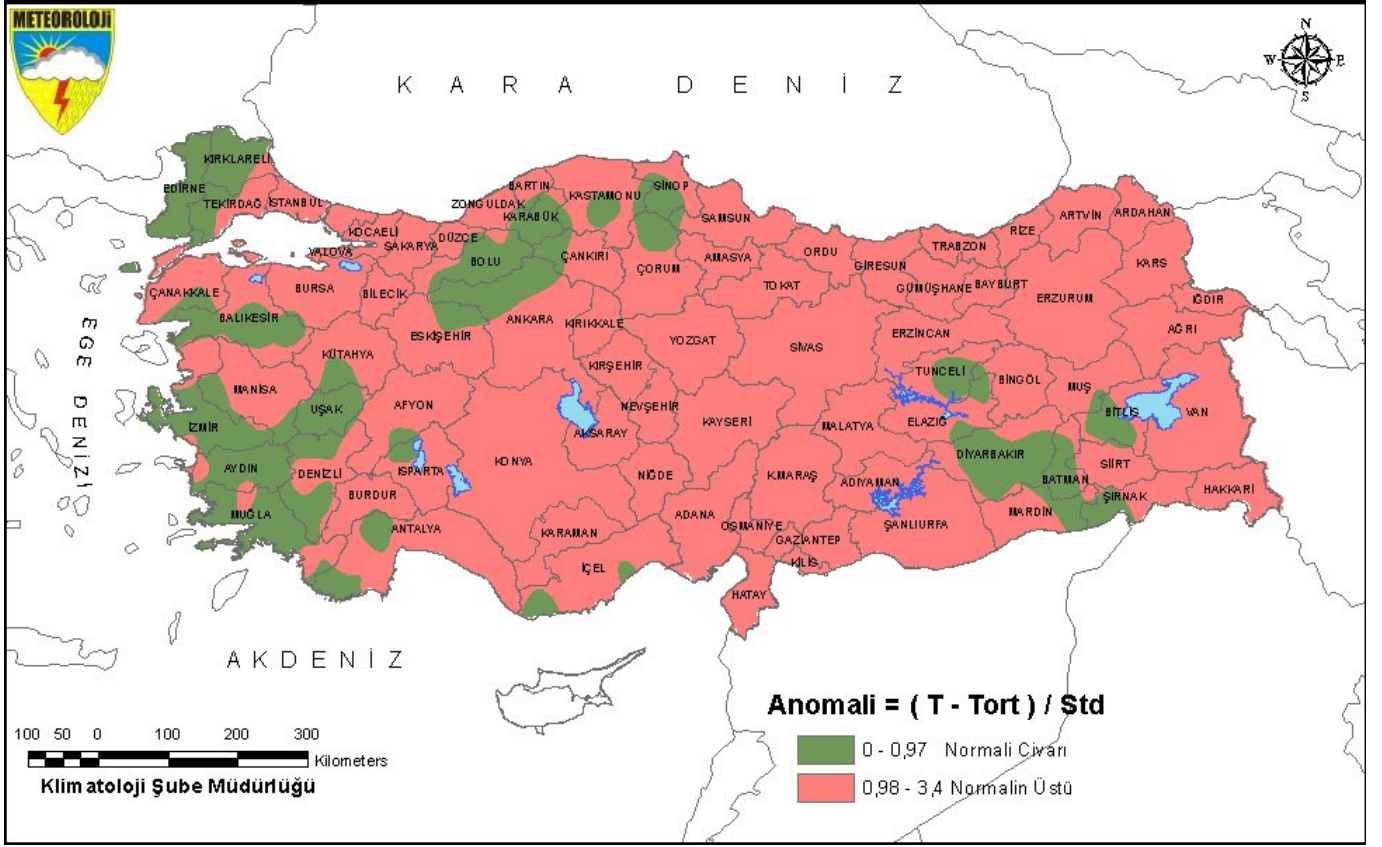 METEOROLOJİ
N
W E
S
K A R A D E N İ Z
KIRKLARELİ
EDİRNE
TEKİRDAĞ
İSTANBUL
BARTIN
KASTAMONU
SİNOP
ZONGULDAK
KARABÜK
SAMSUN
ARTVİN
ARDAHAN
RİZE
KOCAELİ
SAKARYA
DÜZCE
YALOVA
BOLU
ÇANKIRI
ÇORUM
AMASYA
ORDU
GİRESUN
TRABZON
KARS
ÇANAKKALE
BURSA
BİLECİK
TOKAT
GÜMÜŞHANE
BAYBURT
ERZURUM
IĞDIR
BALIKESİR
ESKİŞEHİR
ANKARA
KIRIKKALE
YOZGAT
SİVAS
ERZİNCAN
AĞRI
KÜTAHYA
KIRŞEHİR
TUNCELİ
BİNGÖL
MUŞ
MANİSA
UŞAK
AFYON
NEVŞEHİR
KAYSERİ
MALATYA
ELAZIĞ
BİTLİS
VAN
İZMİR
AKSARAY
EGE DENİZİ
AYDIN
DENİZLİ
ISPARTA
KONYA
NİĞDE
K.MARAŞ
ADIYAMAN
DİYARBAKIR
BATMAN
SİİRT
ŞIRNAK
HAKKARİ
MUĞLA
BURDUR
ANTALYA
KARAMAN
ADANA
OSMANİYE
GAZİANTEP
ŞANLIURFA
MARDİN
İÇEL
KİLİS
HATAY
A K D E N İ Z
Anomali = ( T - Tort ) / Std
0 - 0,97 Normali Civarı
0,98 - 3,4 Normalin Üstü
100 50 0 100 200 300
Kilometers
Klimatoloji Şube Müdürlüğü